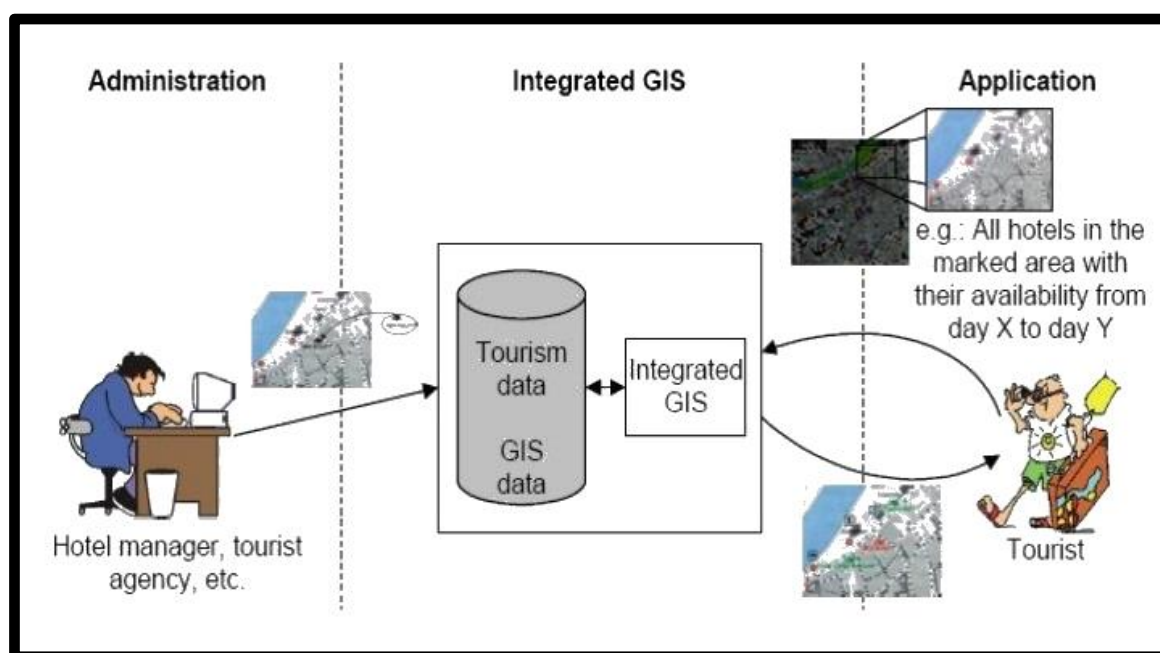 Administration
Integrated GIS
Application
e.g.: All hotels in the
marked area with
their availability from
day X to day Y
Tourism
data
GIS
data
Integrated
GIS
Hotel manager, tourist
agency, etc.
Tourist